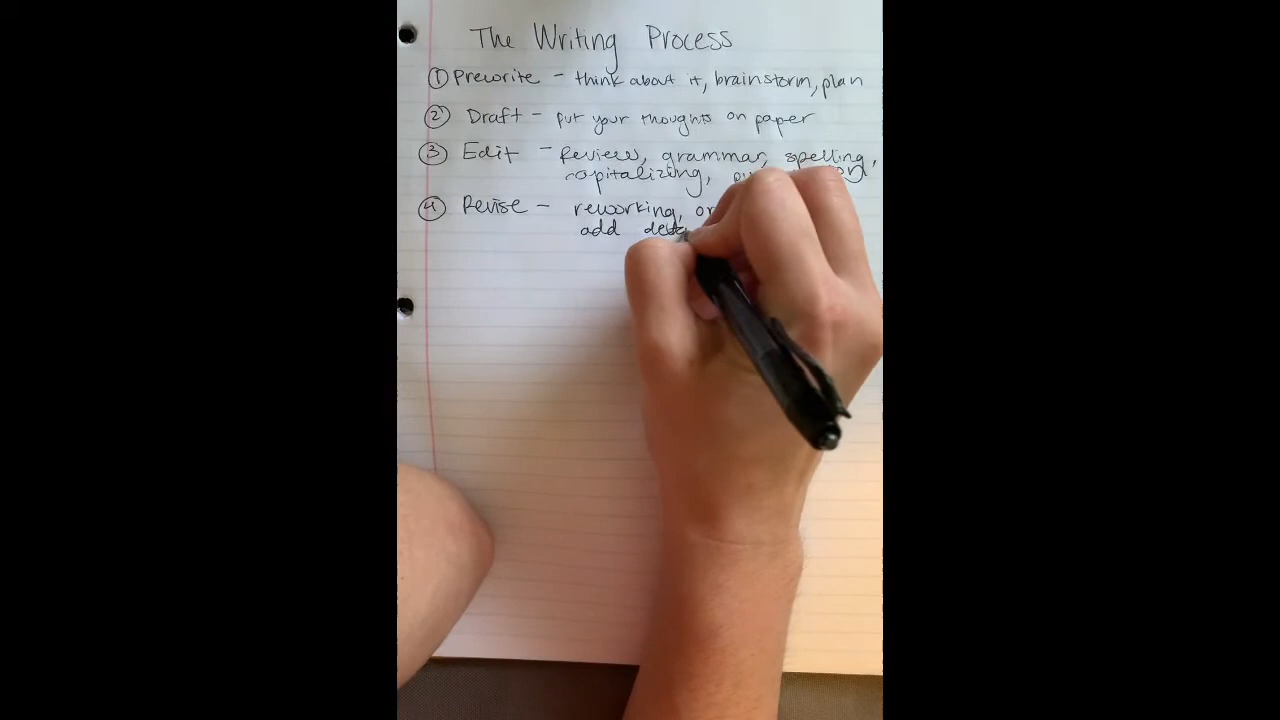 The Writing Process
① Prewrite - think about it, brainstorm, plan
② Draft - put your thoughts on paper
③ Edit - Review, grammar, spelling,
capitalizing,
④ Revise - reworking,
add